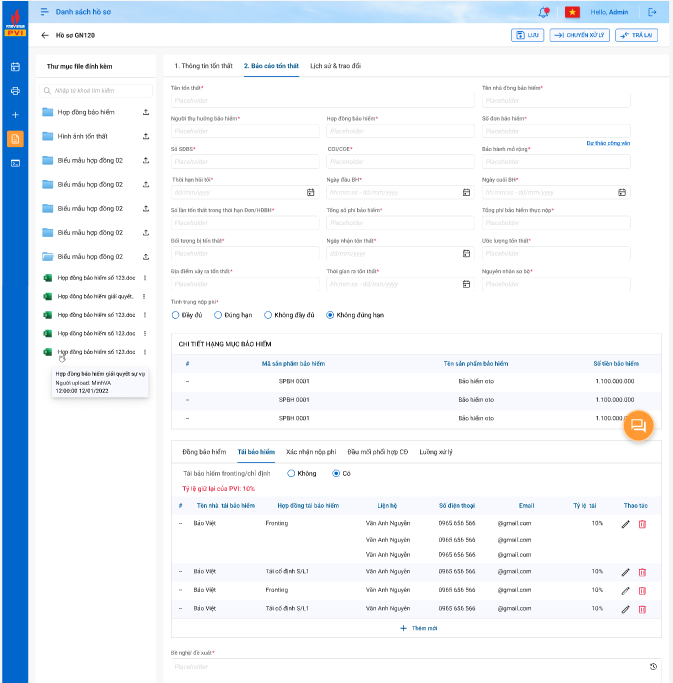 PETROVIETNAM
PVI
Danh sách hồ sơ
Hello, Admin
Hồ sơ GN120
LƯU
CHUYỂN XỬ LÝ
TRẢ LẠI
Thư mục file đính kèm
Nhập từ khoá tìm kiếm
Hợp đồng bảo hiểm
Hình ảnh tổn thất
Biểu mẫu hợp đồng 02
Biểu mẫu hợp đồng 02
Biểu mẫu hợp đồng 02
Biểu mẫu hợp đồng 02
Biểu mẫu hợp đồng 02
Hợp đồng bảo hiểm số 123.doc
Hợp đồng bảo hiểm giải quyết..
Hợp đồng bảo hiểm số 123.doc
Hợp đồng bảo hiểm số 123.doc
Hợp đồng bảo hiểm số 123.doc
Hợp đồng bảo hiểm giải quyết sự vụ
Người upload: MinhVA
12:00:00 12/01/2022
1. Thông tin tổn thất 2. Báo cáo tổn thất Lịch sử & trao đổi
Tên tổn thất* Tên nhà đồng bảo hiểm*
Placeholder Placeholder
Người thụ hưởng bảo hiểm* Hợp đồng bảo hiểm* Số đơn bảo hiểm*
Placeholder Placeholder Placeholder
Dự thảo công văn
Số SĐBS* COI/COE* Bảo hành mở rộng*
Placeholder Placeholder Placeholder
Thời hạn hồi tố* Ngày đầu BH* Ngày cuối BH*
dd/mm/yyyy hh:mm:ss - dd/mm/yyyy hh:mm:ss - dd/mm/yyyy
Số lần tổn thất trong thời hạn Đơn/HĐBH* Tổng số phí bảo hiểm* Tổng phí bảo hiểm thực nộp*
Placeholder Placeholder Placeholder
Đối tượng bị tổn thất* Ngày nhận tổn thất* Ước lượng tổn thất*
Placeholder dd/mm/yyyy Placeholder
Địa điểm xảy ra tổn thất* Thời gian ra tổn thất* Nguyên nhân sơ bộ*
Placeholder hh:mm:ss - dd/mm/yyyy Placeholder
Tình trạng nộp phí*
Đầy đủ Đúng hạn Không đầy đủ Không đúng hạn
CHI TIẾT HẠNG MỤC BẢO HIỂM
# Mã sản phẩm bảo hiểm Tên sản phẩm bảo hiểm Số tiền bảo hiểm
-- SPBH 0001 Bảo hiểm oto 1.100.000.000
-- SPBH 0001 Bảo hiểm oto 1.100.000.000
-- SPBH 0001 Bảo hiểm oto 1.100.000.
Đồng bảo hiểm Tái bảo hiểm Xác nhận nộp phí Đầu mối phối hợp CĐ Luồng xử lý
Tái bảo hiểm fronting/chỉ định Không Có
Tỷ lệ giữ lại của PVI: 10%
# Tên nhà tái bảo hiểm Hợp đồng tái bảo hiểm Liện hệ Số điện thoại Email Tỷ lệ tái Thao tác
-- Bảo Việt Fronting Vân Anh Nguyễn 0965 656 566 @gmail.com 10%
Vân Anh Nguyễn 0965 656 566 @gmail.com
Vân Anh Nguyễn 0965 656 566 @gmail.com
-- Bảo Việt Tái cố định S/L1 Vân Anh Nguyễn 0965 656 566 @gmail.com 10%
-- Bảo Việt Fronting Vân Anh Nguyễn 0965 656 566 @gmail.com 10%
-- Bảo Việt Tái cố định S/L1 Vân Anh Nguyễn 0965 656 566 @gmail.com 10%
Thêm mới
Đề nghị/ đề xuất*
Placeholder